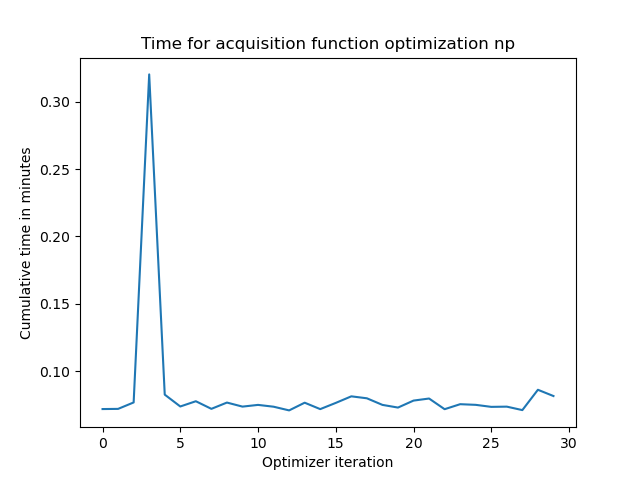 Time for acquisition function optimization np
Cumulative time in minutes
0.30
0.25
0.20
0.15
0.10
0 5 10 15 20 25 30
Optimizer iteration